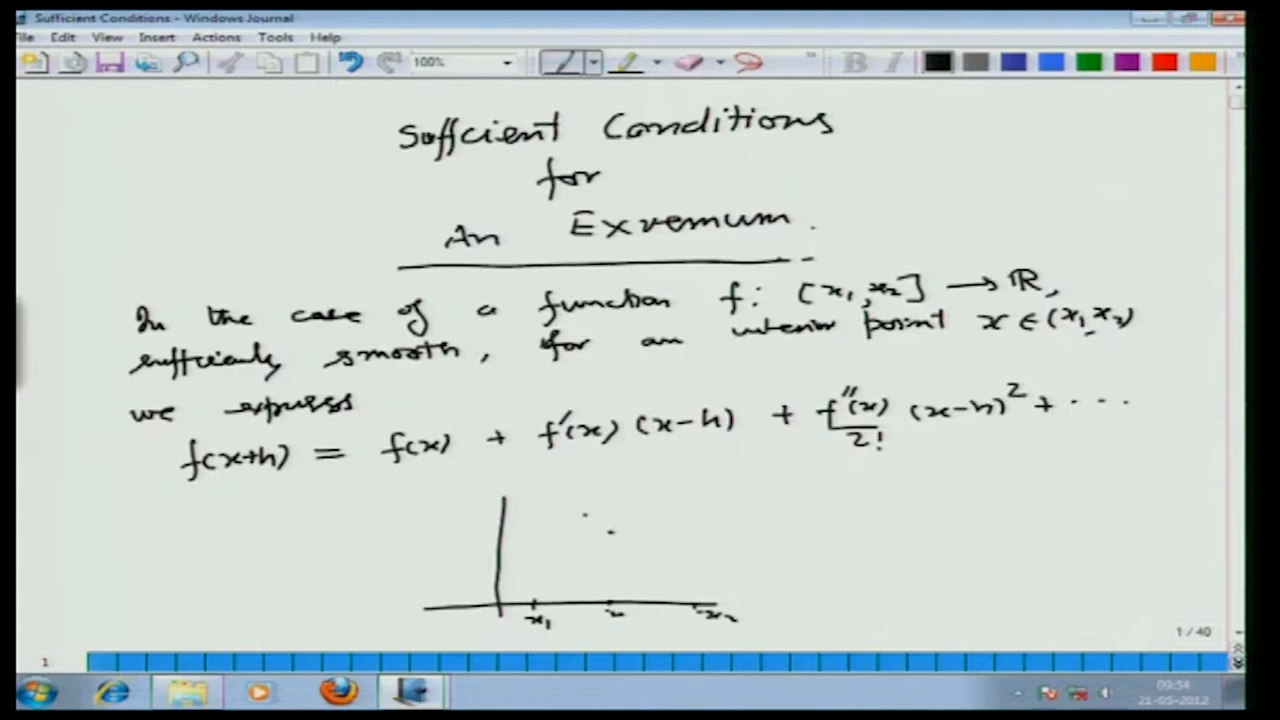 Sufficient Conditions - Windows Journal
File Edit View Insert Actions Tools Help
100%
Suffcient Conditions
for
An Exremum.
In the case of a function f: [x₁, x₂] → ℝ,
sufficiently smooth, for an interior point x ∈ (x₁, x₂)
we express
f(x+h) = f(x) + f′(x) (x-h) + f″(x)/2! (x-h)² + ...
x₁ x x₂
1 / 40
1
09:54
21-05-2012